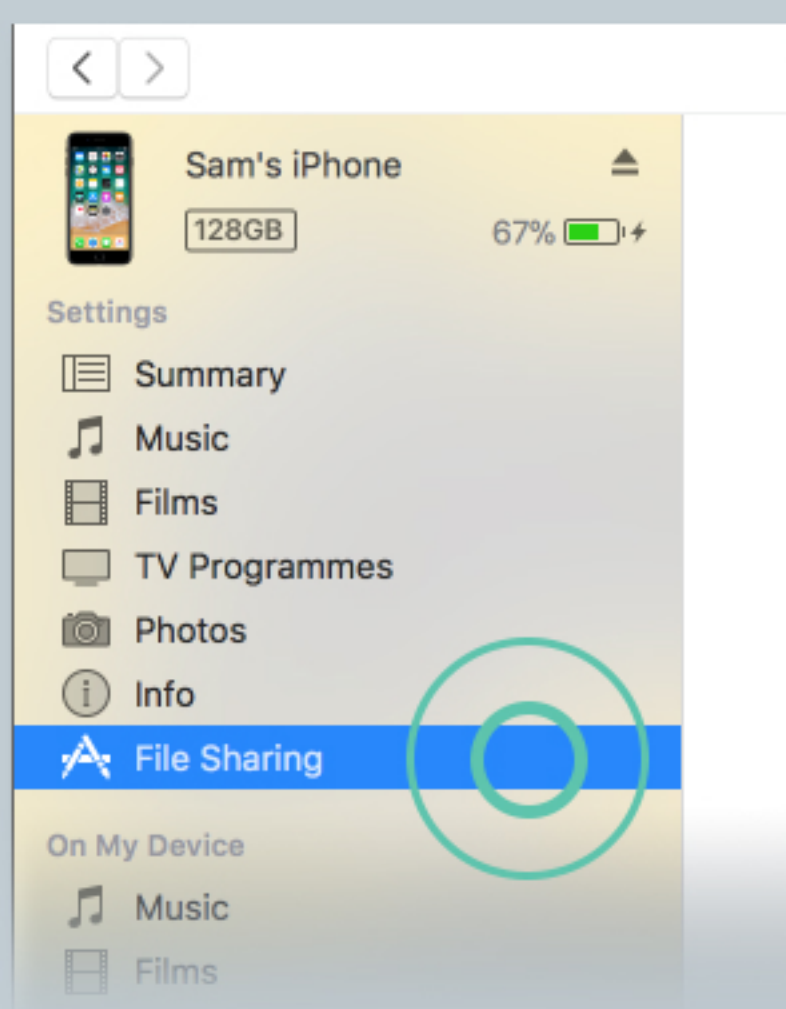 Sam's iPhone
128GB 67%
Settings
Summary
Music
Films
TV Programmes
Photos
Info
File Sharing
On My Device
Music
Films